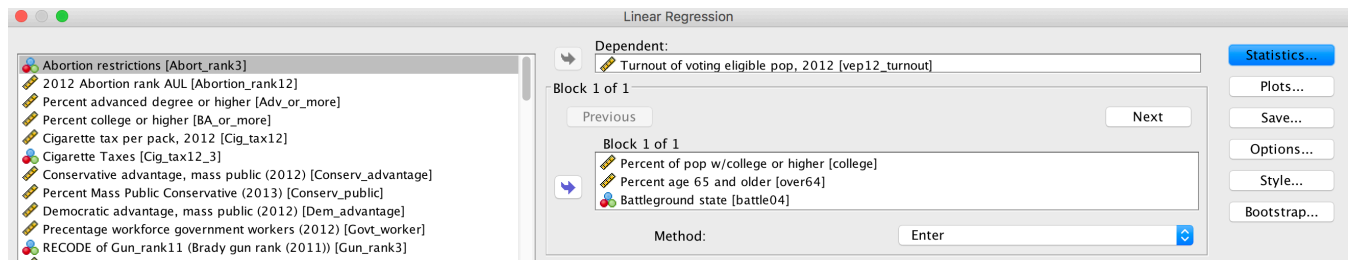 Linear Regression
Abortion restrictions [Abort_rank3]
2012 Abortion rank AUL [Abortion_rank12]
Percent advanced degree or higher [Adv_or_more]
Percent college or higher [BA_or_more]
Cigarette tax per pack, 2012 [Cig_tax12]
Cigarette Taxes [Cig_tax12_3]
Conservative advantage, mass public (2012) [Conserv_advantage]
Percent Mass Public Conservative (2013) [Conserv_public]
Democratic advantage, mass public (2012) [Dem_advantage]
Precentage workforce government workers (2012) [Govt_worker]
RECODE of Gun_rank11 (Brady gun rank (2011)) [Gun_rank3]
Dependent:
Turnout of voting eligible pop, 2012 [vep12_turnout]
Block 1 of 1
Previous
Next
Block 1 of 1
Percent of pop w/college or higher [college]
Percent age 65 and older [over64]
Battleground state [battle04]
Method:
Enter
Statistics...
Plots...
Save...
Options...
Style...
Bootstrap...